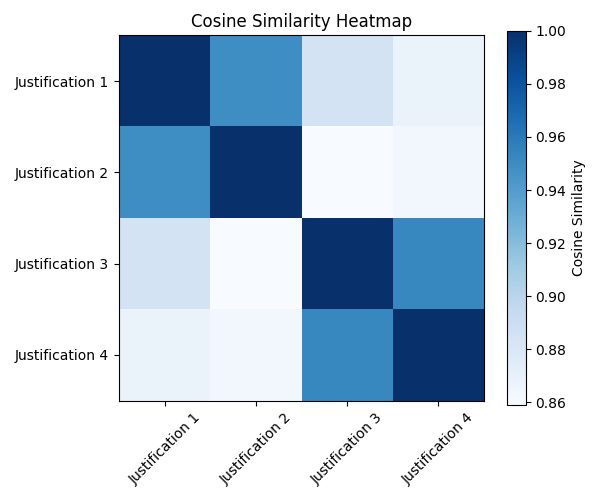 Cosine Similarity Heatmap
Justification 1
Justification 2
Justification 3
Justification 4
Justification 1
Justification 2
Justification 3
Justification 4
1.00
0.98
0.96
0.94
0.92
0.90
0.88
0.86
Cosine Similarity